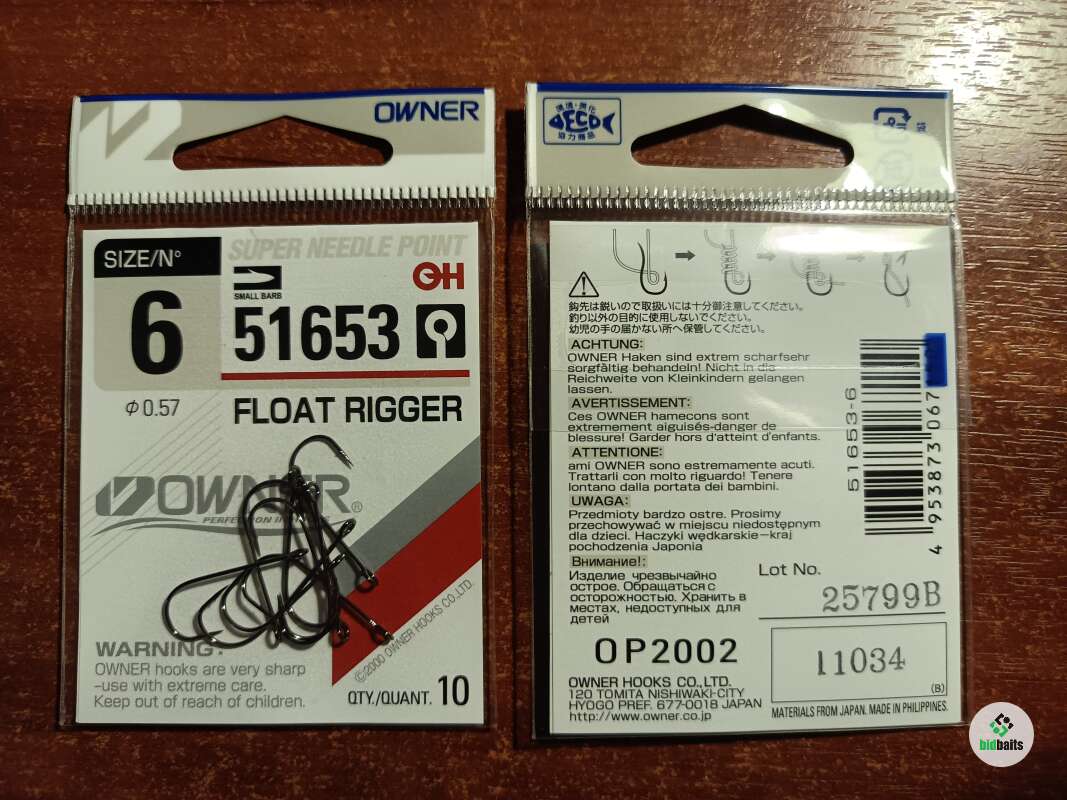 OWNER
SIZE/N°
6
φ0.57
SUPER NEEDLE POINT
SMALL BARB
51653
FLOAT RIGGER
OWNER®
PERFECTION IN
WARNING:
OWNER hooks are very sharp
-use with extreme care.
Keep out of reach of children.
©2000 OWNER HOOKS CO.,LTD.
QTY./QUANT. 10
環境・美化
ECO
協力商品
鈎先は鋭いので取扱いには十分御注意してください。
釣り以外の目的に使用しないでください。
幼児の手の届かない所へ保管してください。
ACHTUNG:
OWNER Haken sind extrem scharfsehr
sorgfältig behandeln! Nicht in die
Reichweite von Kleinkindern gelangen
lassen.
AVERTISSEMENT:
Ces OWNER hamecons sont
extremement aiguisés-danger de
blessure! Garder hors d'atteint d'enfants.
ATTENTIONE:
ami OWNER sono estremamente acuti.
Trattarli con molto riguardo! Tenere
lontano dalla portata dei bambini.
UWAGA:
Przedmioty bardzo ostre. Prosimy
przechowywać w miejscu niedostępnym
dla dzieci. Haczyki wędkarskie-kraj
pochodzenia Japonia
Внимание!:
Изделие чрезвычайно
острое. Обращаться с
осторожностью. Хранить в
местах, недоступных для
детей
OP2002
OWNER HOOKS CO.,LTD.
120 TOMITA NISHIWAKI-CITY
HYOGO PREF. 677-0018 JAPAN
http://www.owner.co.jp
51653-6
4 953873 067
Lot No.
25799B
11034
(B)
MATERIALS FROM JAPAN. MADE IN PHILIPPINES.
bidbaits